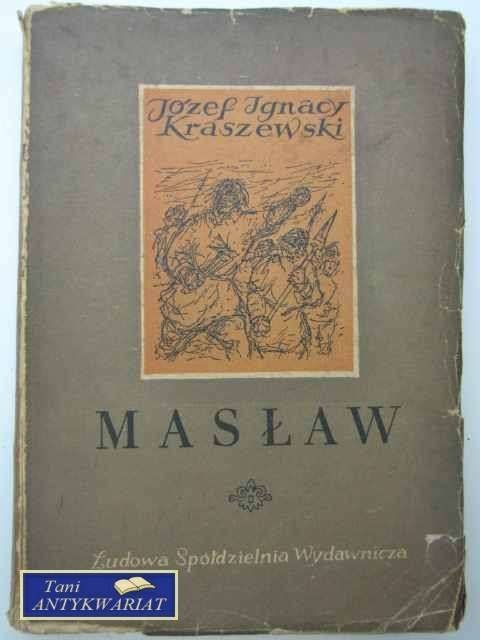 Józef Ignacy
Kraszewski
MASŁAW
Ludowa Spółdzielnia Wydawnicza
Tani
ANTYKWARIAT